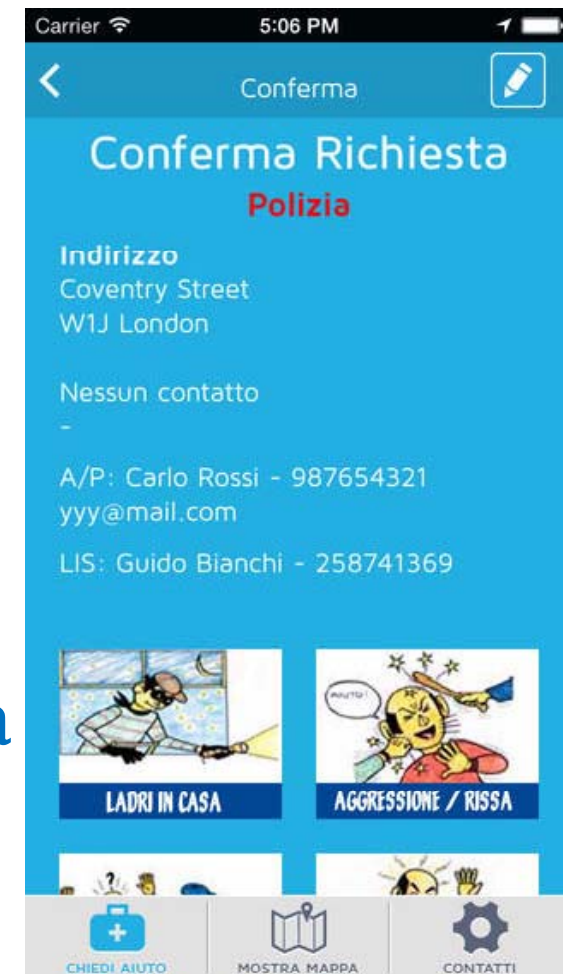 Carrier 5:06 PM
Conferma
Conferma Richiesta
Polizia
Indirizzo
Coventry Street
W1J London
Nessun contatto
-
A/P: Carlo Rossi - 987654321
yyy@mail.com
LIS: Guido Bianchi - 258741369
a
AIUTO!
LADRI IN CASA
AGGRESSIONE / RISSA
?
CHIEDI AIUTO
MOSTRA MAPPA
CONTATTI